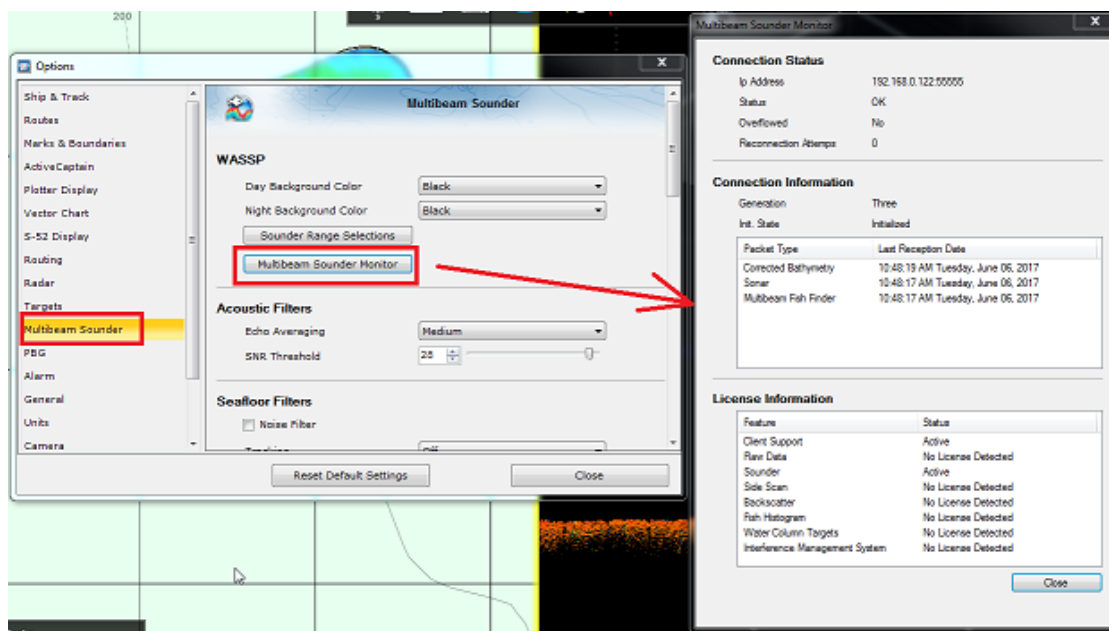 200
Options
Ship & Track
Routes
Marks & Boundaries
ActiveCaptain
Plotter Display
Vector Chart
S-52 Display
Routing
Radar
Targets
Multibeam Sounder
PBG
Alarm
General
Units
Camera
Multibeam Sounder
WASSP
Day Background Color Black
Night Background Color Black
Sounder Range Selections
Multibeam Sounder Monitor
Acoustic Filters
Echo Averaging Medium
SNR Threshold 28
Seafloor Filters
Noise Filter
Tracking Off
Reset Default Settings Close
Multibeam Sounder Monitor
Connection Status
Ip Address 192.168.0.122:55555
Status OK
Overflowed No
Reconnection Attemps 0
Connection Information
Generation Three
Init. State Initialized
Packet Type Last Reception Date
Corrected Bathymetry 10:48:19 AM Tuesday, June 06, 2017
Sonar 10:48:17 AM Tuesday, June 06, 2017
Multibeam Fish Finder 10:48:17 AM Tuesday, June 06, 2017
License Information
Feature Status
Client Support Active
Raw Data No License Detected
Sounder Active
Side Scan No License Detected
Backscatter No License Detected
Fish Histogram No License Detected
Water Column Targets No License Detected
Interference Management System No License Detected
Close